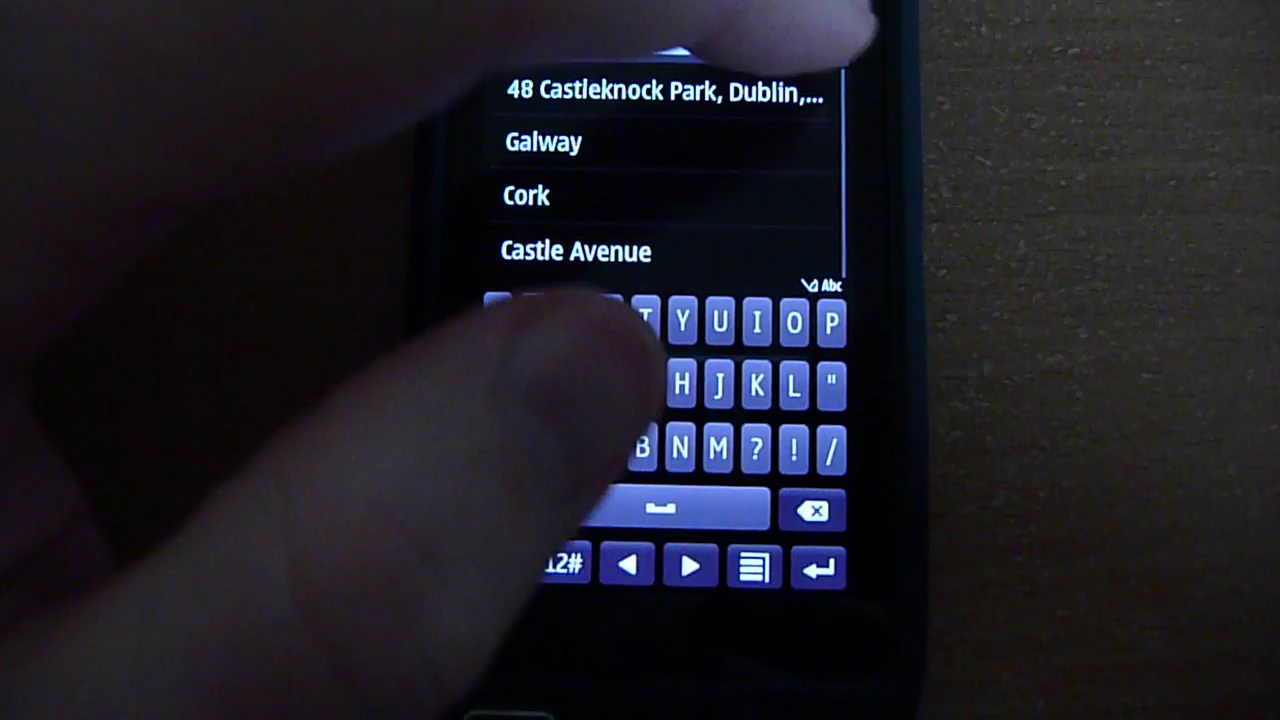 48 Castleknock Park, Dublin,...
Galway
Cork
Castle Avenue
Abc
T Y U I O P
H J K L "
B N M ? ! /
12#